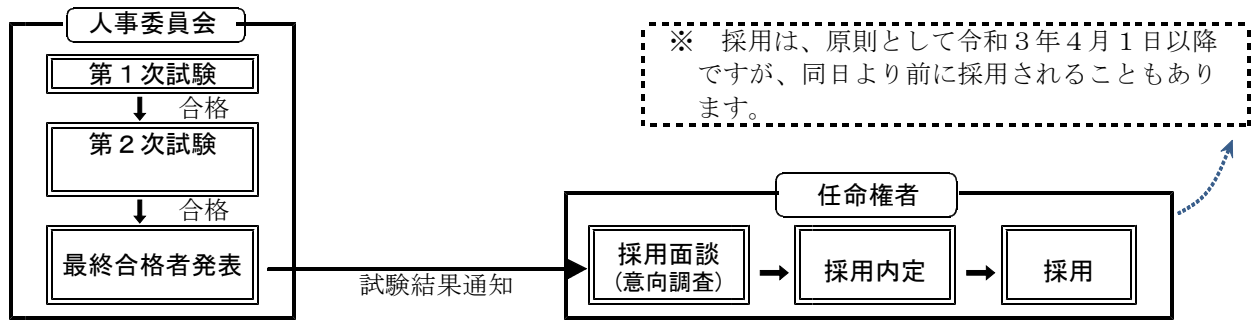 人事委員会
第１次試験
合格
第２次試験
合格
最終合格者発表
試験結果通知
※　採用は、原則として令和３年４月１日以降
ですが、同日より前に採用されることもあり
ます。
任命権者
採用面談
(意向調査)
採用内定
採用